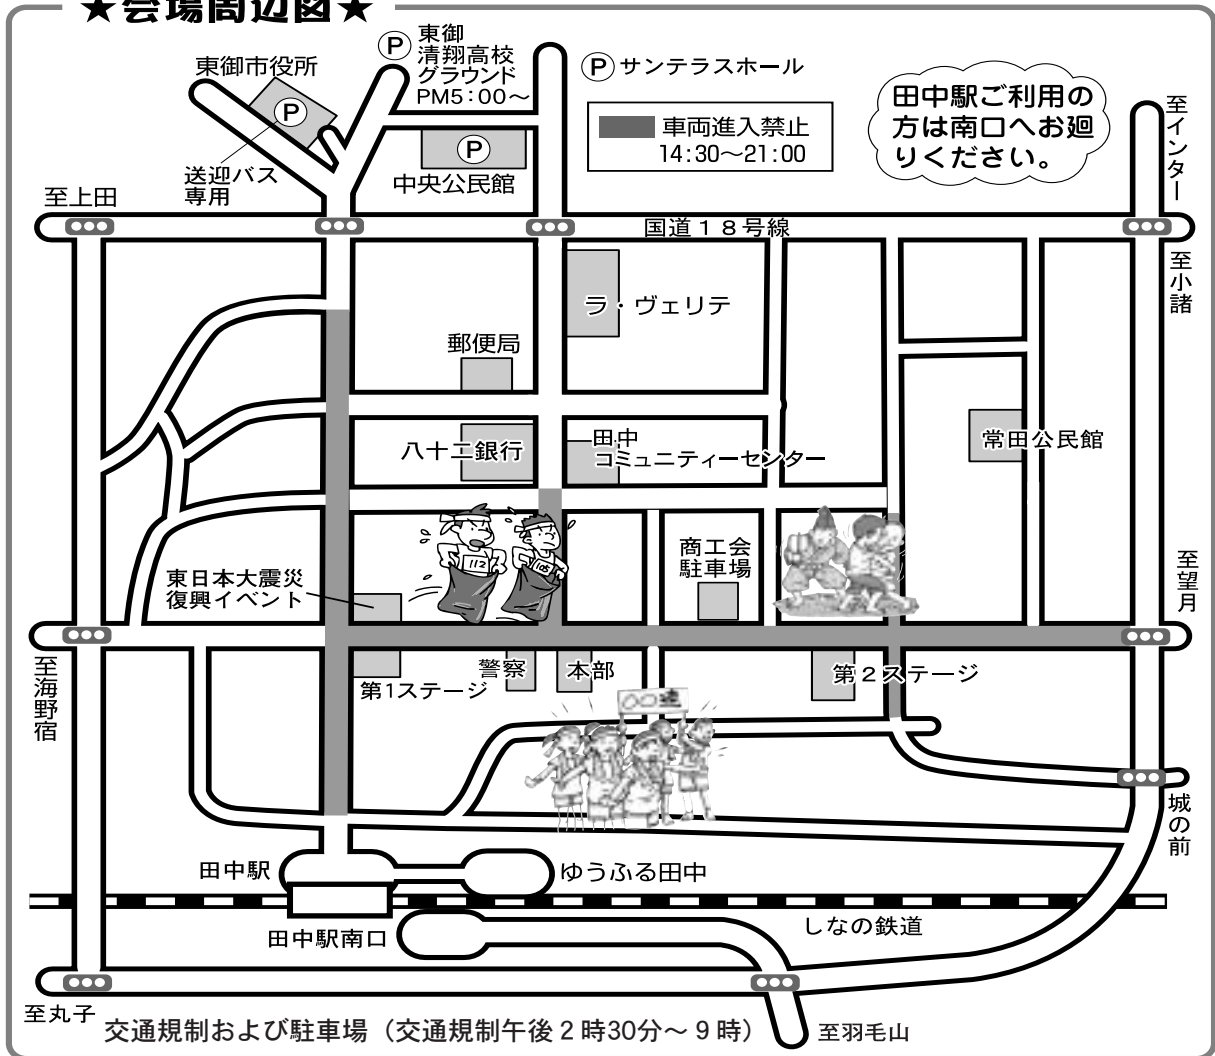 ★会場周辺図★
東御
清翔高校
グラウンド
PM5：00～
P
P サンテラスホール
東御市役所
P
送迎バス
専用
P
中央公民館
車両進入禁止
14：30～21：00
田中駅ご利用の
方は南口へお廻
りください。
至インター
至上田
国道１８号線
至小諸
ラ・ヴェリテ
郵便局
八十二銀行
田中
コミュニティーセンター
常田公民館
112
105
商工会
駐車場
東日本大震災
復興イベント
至望月
至海野宿
第1ステージ
警察
本部
第２ステージ
○○連
城の前
田中駅
ゆうふる田中
田中駅南口
しなの鉄道
至丸子
交通規制および駐車場（交通規制午後２時30分～９時）
至羽毛山